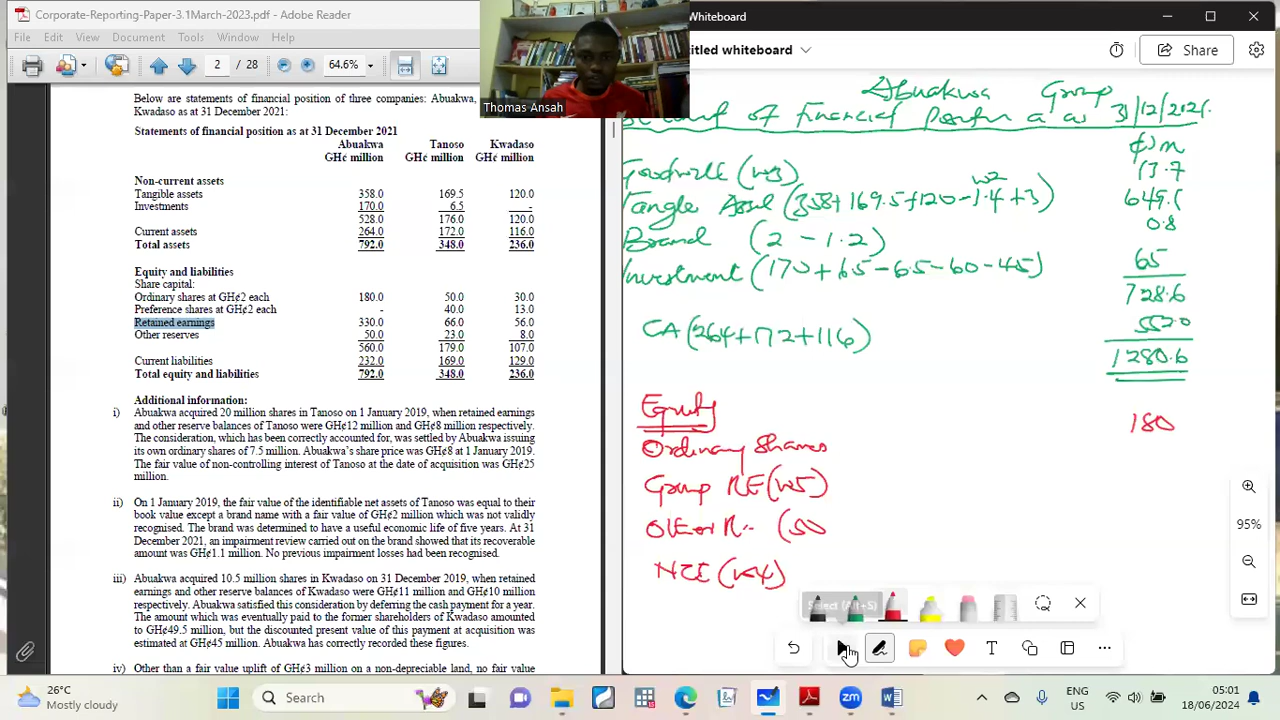 Corporate-Reporting-Paper-3.1March-2023.pdf - Adobe Reader
File Edit View Document Tools Window Help
2 / 28 64.6%
Below are statements of financial position of three companies: Abuakwa,
Kwadaso as at 31 December 2021:
Statements of financial position as at 31 December 2021
Abuakwa Tanoso Kwadaso
GH¢ million GH¢ million GH¢ million
Non-current assets
Tangible assets 358.0 169.5 120.0
Investments 170.0 6.5 -
528.0 176.0 120.0
Current assets 264.0 172.0 116.0
Total assets 792.0 348.0 236.0
Equity and liabilities
Share capital:
Ordinary shares at GH¢2 each 180.0 50.0 30.0
Preference shares at GH¢2 each - 40.0 13.0
Retained earnings 330.0 66.0 56.0
Other reserves 50.0 23.0 8.0
560.0 179.0 107.0
Current liabilities 232.0 169.0 129.0
Total equity and liabilities 792.0 348.0 236.0
Additional information:
i) Abuakwa acquired 20 million shares in Tanoso on 1 January 2019, when retained earnings
and other reserve balances of Tanoso were GH¢12 million and GH¢8 million respectively.
The consideration, which has been correctly accounted for, was settled by Abuakwa issuing
its own ordinary shares of 7.5 million. Abuakwa's share price was GH¢8 at 1 January 2019.
The fair value of non-controlling interest of Tanoso at the date of acquisition was GH¢25
million.
ii) On 1 January 2019, the fair value of the identifiable net assets of Tanoso was equal to their
book value except a brand name with a fair value of GH¢2 million which was not validly
recognised. The brand was determined to have a useful economic life of five years. At 31
December 2021, an impairment review carried out on the brand showed that its recoverable
amount was GH¢1.1 million. No previous impairment losses had been recognised.
iii) Abuakwa acquired 10.5 million shares in Kwadaso on 31 December 2019, when retained
earnings and other reserve balances of Kwadaso were GH¢11 million and GH¢10 million
respectively. Abuakwa satisfied this consideration by deferring the cash payment for a year.
The amount which was eventually paid to the former shareholders of Kwadaso amounted
to GH¢49.5 million, but the discounted present value of this payment at acquisition was
estimated at GH¢45 million. Abuakwa has correctly recorded these figures.
iv) Other than a fair value uplift of GH¢3 million on a non-depreciable land, no fair value
Thomas Ansah
Whiteboard
titled whiteboard
Share
Abuakwa Group
of financial Position a as 31/12/2021.
₵m
Goodwill (w3) 13.7
w2
Tangle Asset (358+169.5+120-1.4+3) 649.1
Brand (2 - 1.2) 0.8
Investment (170+6.5-6.5-60-45) 65
728.6
CA (264+172+116) 552.0
1280.6
Equity
Ordinary Shares 180
Group RE (w5)
Other R- (50
NCI (w4)
Select (Alt+S)
95%
26°C
Mostly cloudy
Search
ENG
US
05:01
18/06/2024